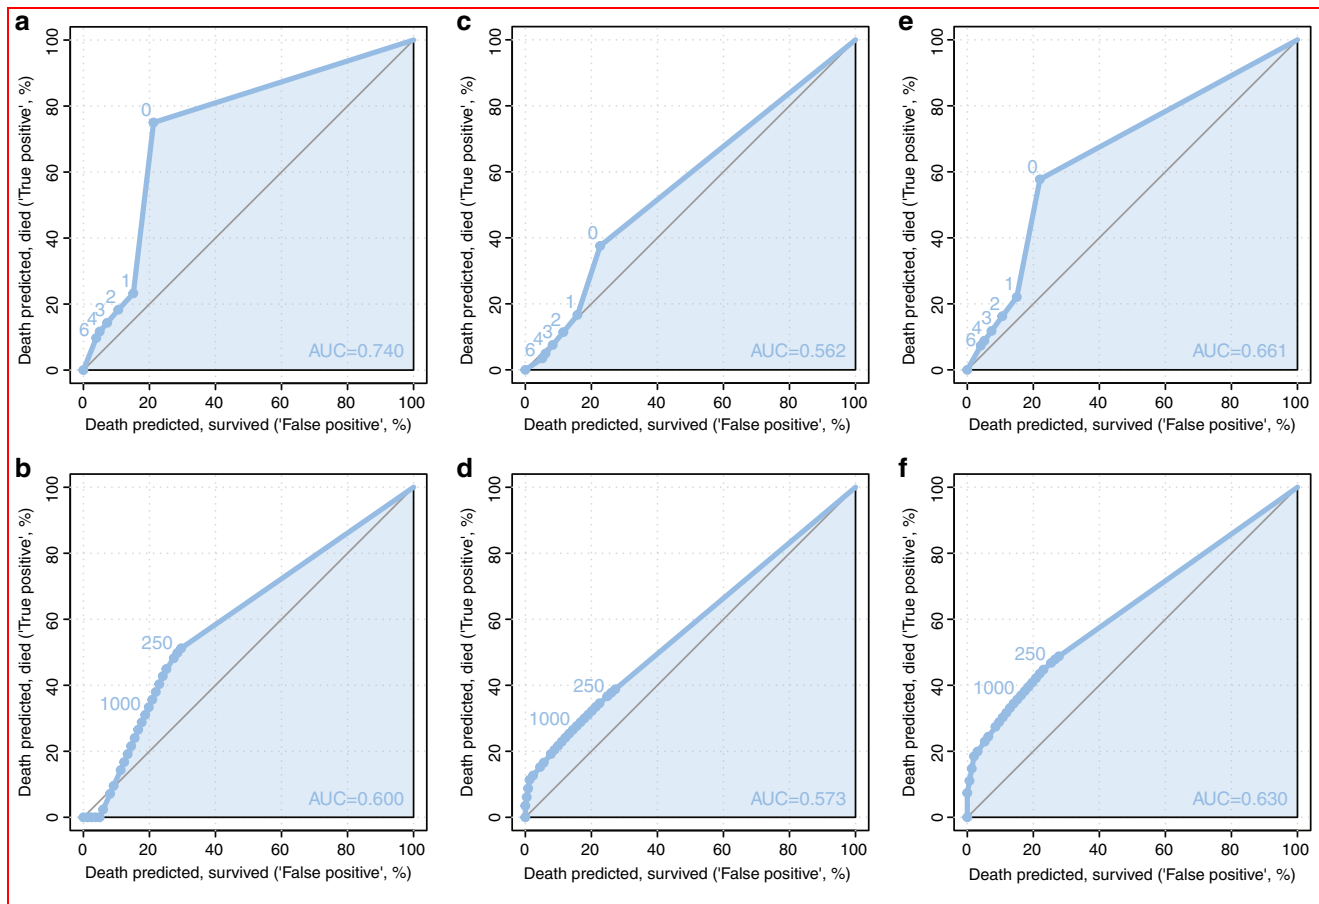 a
Death predicted, died ('True positive', %)
100
80
60
40
20
0
0
1
2
3
4
6
AUC=0.740
0 20 40 60 80 100
Death predicted, survived ('False positive', %)
c
Death predicted, died ('True positive', %)
100
80
60
40
20
0
0
1
2
3
4
6
AUC=0.562
0 20 40 60 80 100
Death predicted, survived ('False positive', %)
e
Death predicted, died ('True positive', %)
100
80
60
40
20
0
0
1
2
3
4
6
AUC=0.661
0 20 40 60 80 100
Death predicted, survived ('False positive', %)
b
Death predicted, died ('True positive', %)
100
80
60
40
20
0
250
1000
AUC=0.600
0 20 40 60 80 100
Death predicted, survived ('False positive', %)
d
Death predicted, died ('True positive', %)
100
80
60
40
20
0
250
1000
AUC=0.573
0 20 40 60 80 100
Death predicted, survived ('False positive', %)
f
Death predicted, died ('True positive', %)
100
80
60
40
20
0
250
1000
AUC=0.630
0 20 40 60 80 100
Death predicted, survived ('False positive', %)